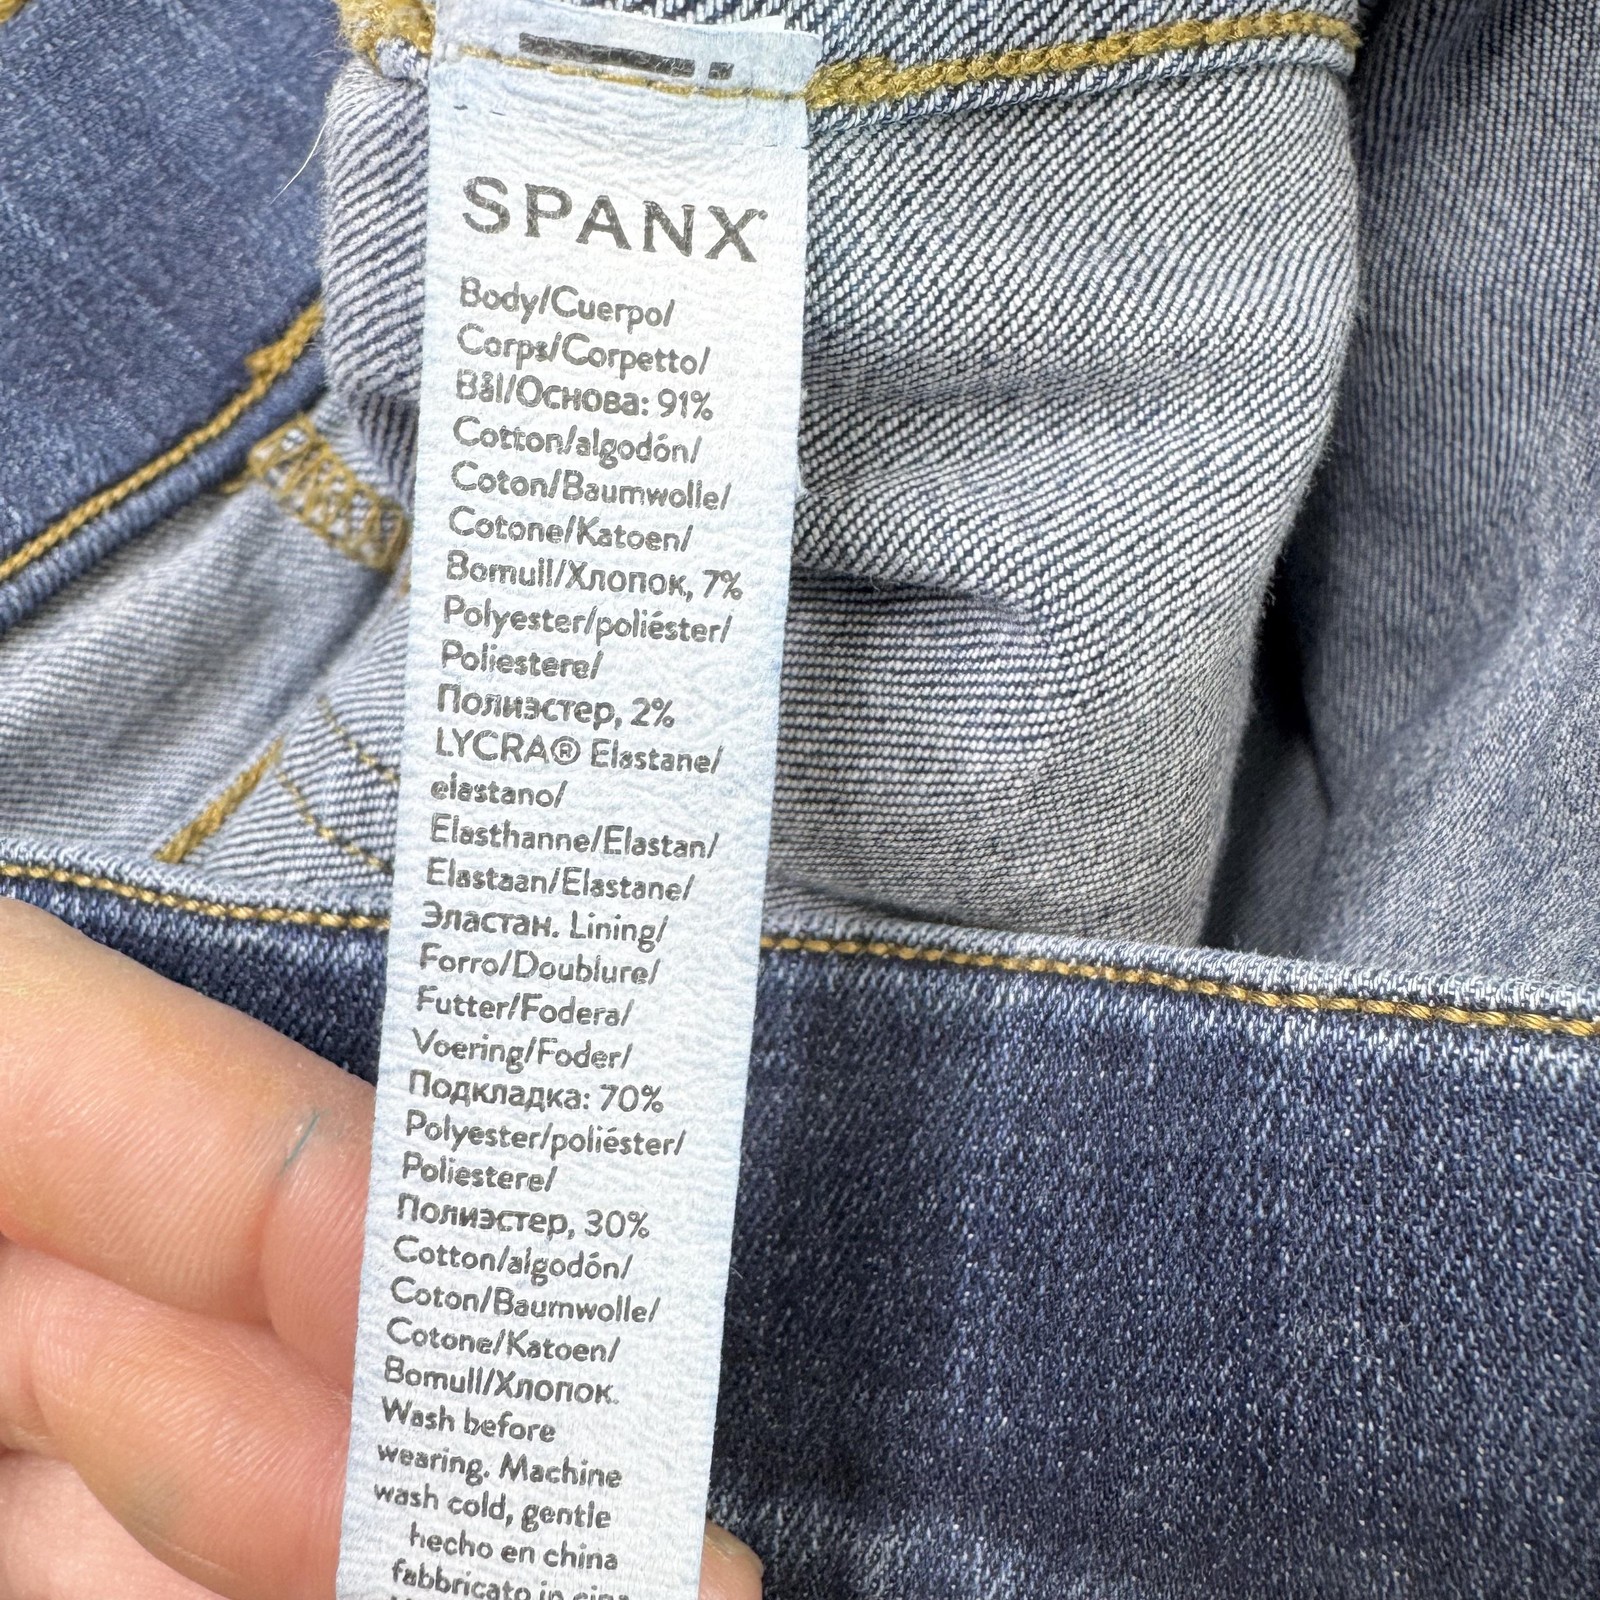 SPANX
Body/Cuerpo/
Corps/Corpetto/
Bål/Основа: 91%
Cotton/algodón/
Coton/Baumwolle/
Cotone/Katoen/
Bomull/Хлопок, 7%
Polyester/poliéster/
Poliestere/
Полиэстер, 2%
LYCRA® Elastane/
elastano/
Elasthanne/Elastan/
Elastaan/Elastane/
Эластан. Lining/
Forro/Doublure/
Futter/Fodera/
Voering/Foder/
Подкладка: 70%
Polyester/poliéster/
Poliestere/
Полиэстер, 30%
Cotton/algodón/
Coton/Baumwolle/
Cotone/Katoen/
Bomull/Хлопок.
Wash before
wearing. Machine
wash cold, gentle
hecho en china
fabbricato in